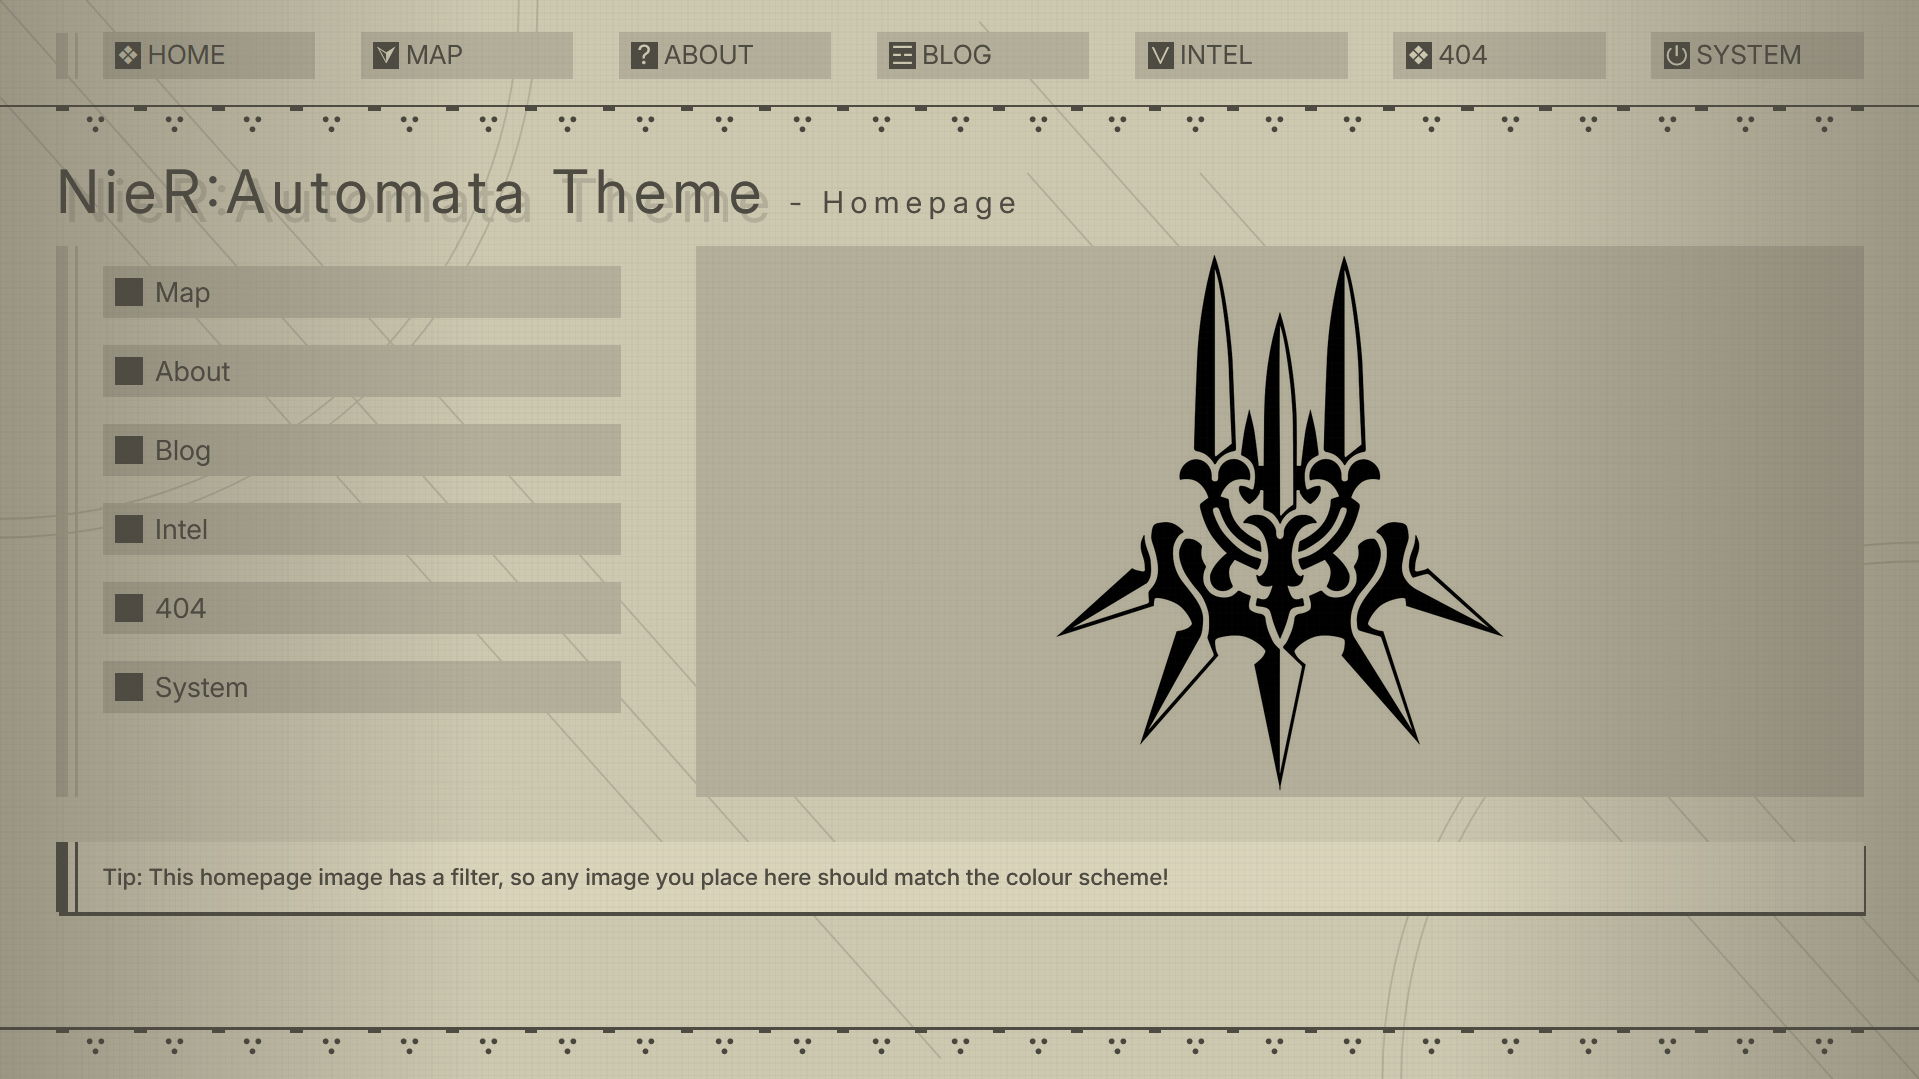 HOME
MAP
ABOUT
BLOG
INTEL
404
SYSTEM
NieR:Automata Theme - Homepage
Map
About
Blog
Intel
404
System
Tip: This homepage image has a filter, so any image you place here should match the colour scheme!